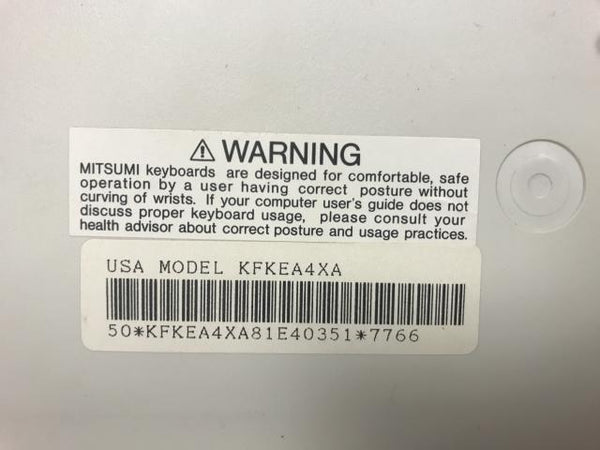 ⚠ WARNING
MITSUMI keyboards are designed for comfortable, safe
operation by a user having correct posture without
curving of wrists. If your computer user's guide does not
discuss proper keyboard usage, please consult your
health advisor about correct posture and usage practices.
USA MODEL KFKEA4XA
50*KFKEA4XA81E40351*7766